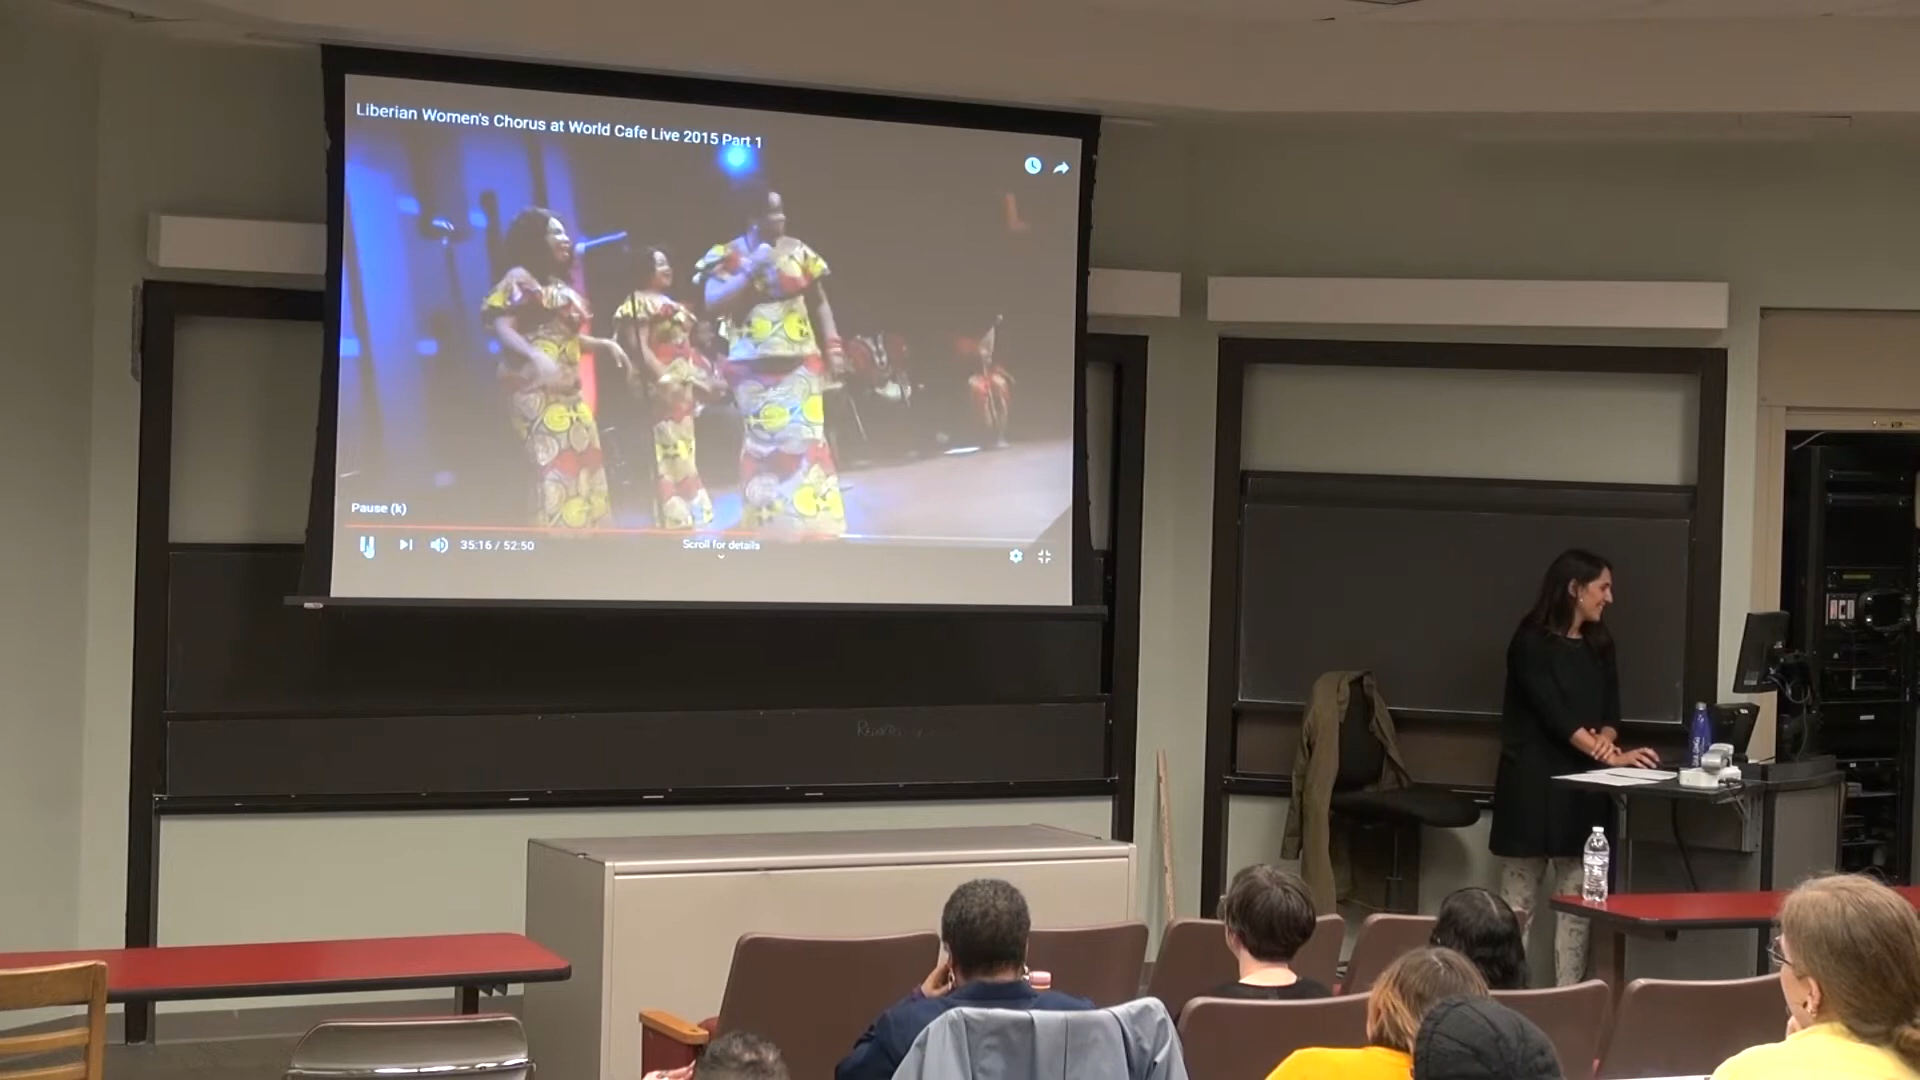 Liberian Women's Chorus at World Cafe Live 2015 Part 1
Pause (k)
35:16 / 52:50
Scroll for details